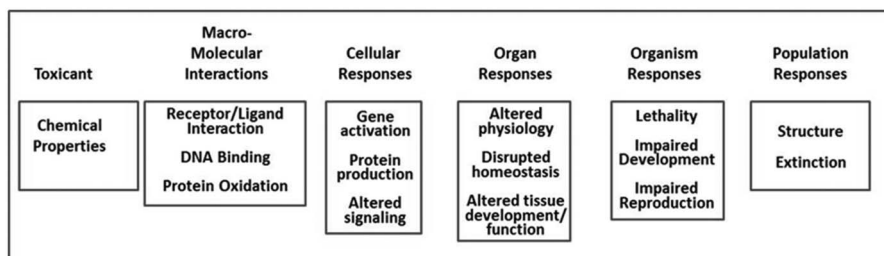 Toxicant
Chemical
Properties
Macro-
Molecular
Interactions
Receptor/Ligand
Interaction
DNA Binding
Protein Oxidation
Cellular
Responses
Gene
activation
Protein
production
Altered
signaling
Organ
Responses
Altered
physiology
Disrupted
homeostasis
Altered tissue
development/
function
Organism
Responses
Lethality
Impaired
Development
Impaired
Reproduction
Population
Responses
Structure
Extinction